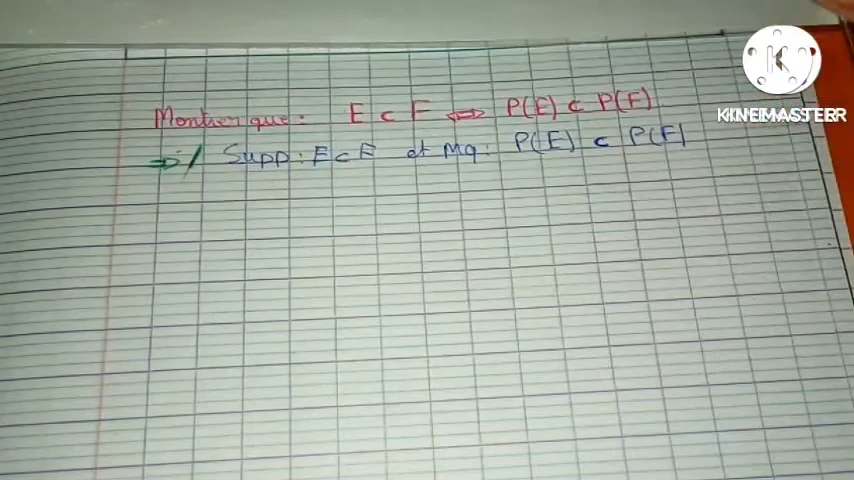 Montrer que : E ⊂ F ⟺ P(E) ⊂ P(F)
⇒ / Supp : E ⊂ F et Mq : P(E) ⊂ P(F)
K
KINEMASTER